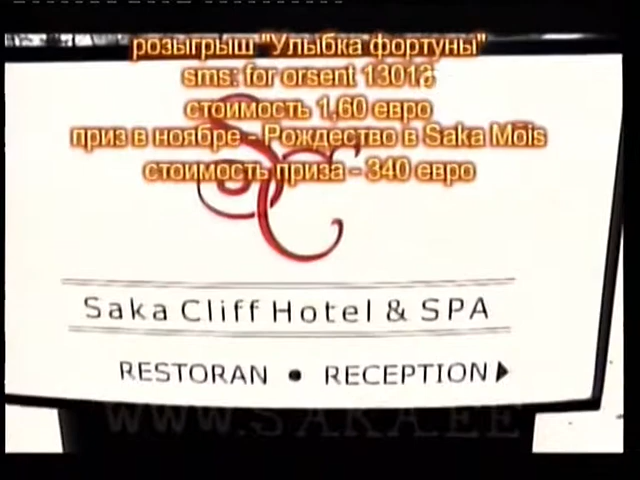 розыгрыш "Улыбка фортуны"
sms: for orsent 13013
стоимость 1,60 евро
приз в ноябре - Рождество в Saka Mois
стоимость приза - 340 евро
Saka Cliff Hotel & SPA
RESTORAN • RECEPTION
WWW.SAKA.EE